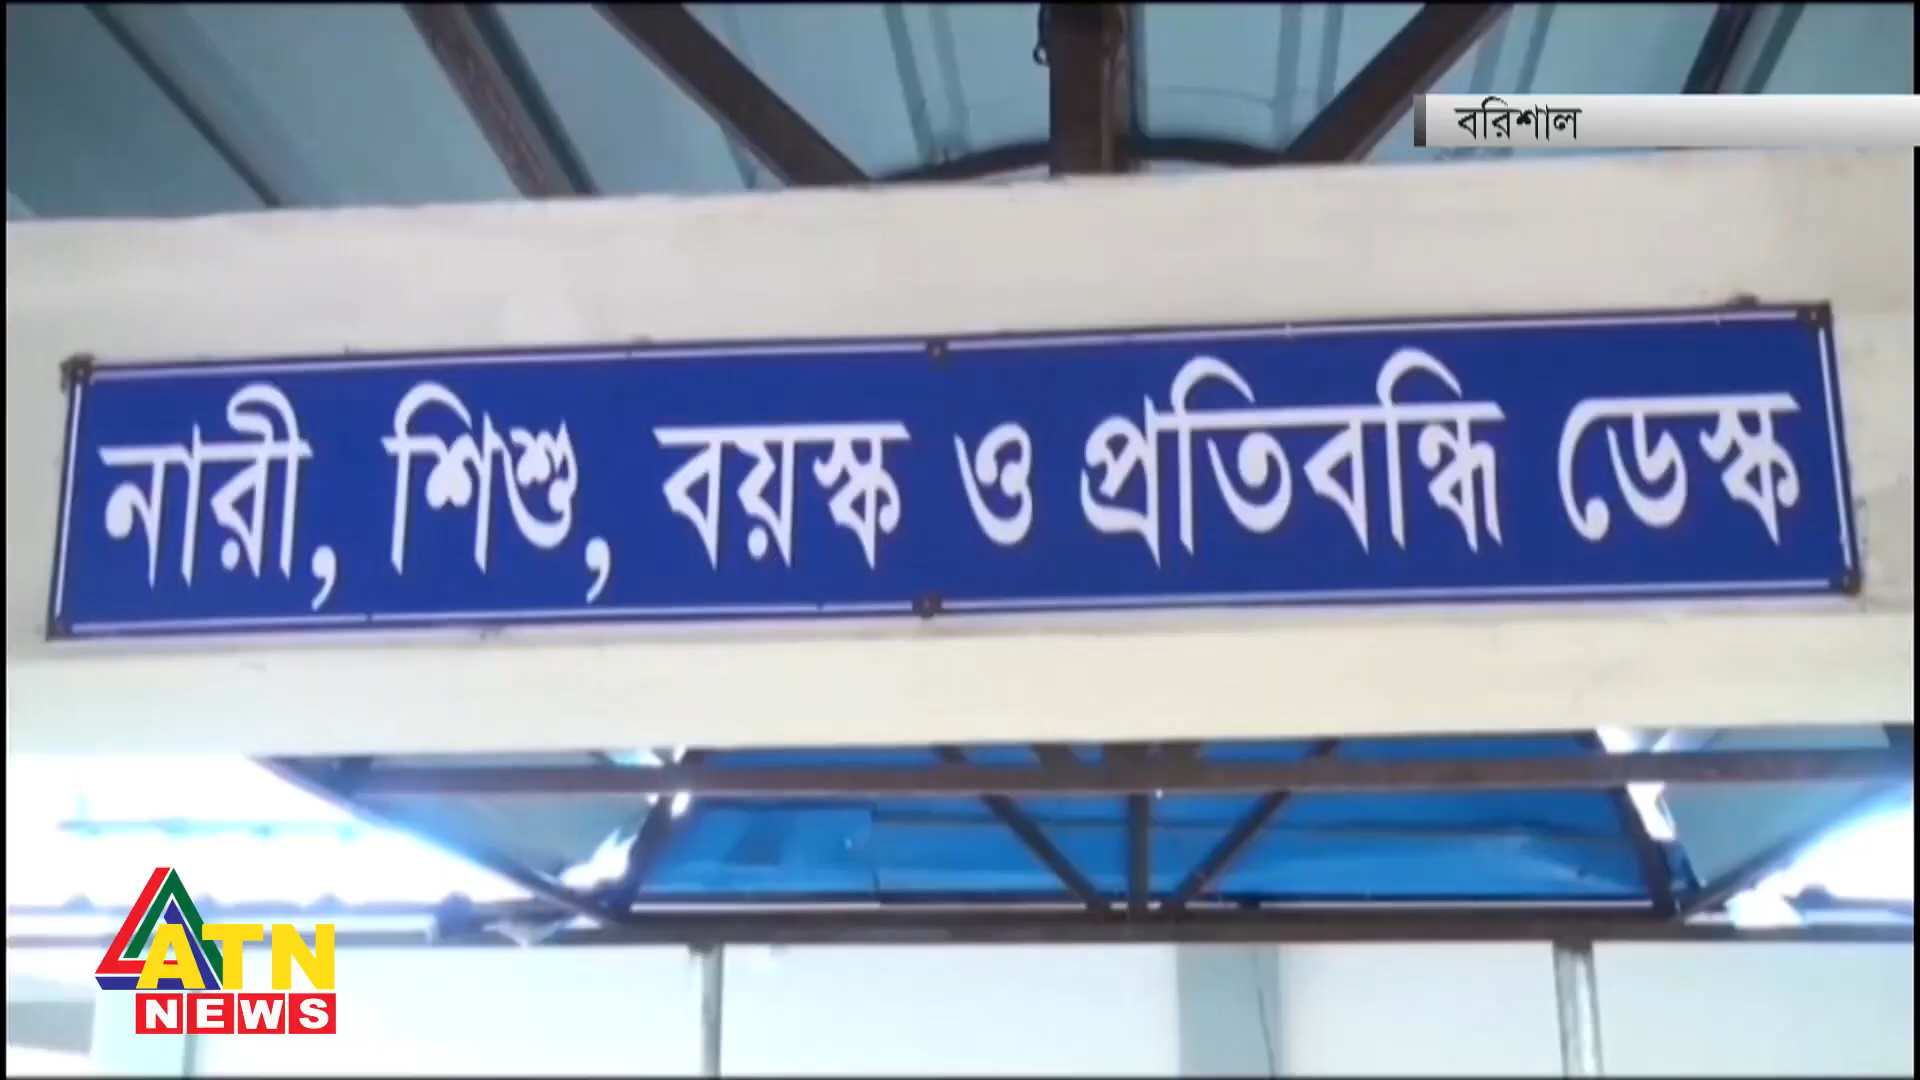 বরিশাল
নারী, শিশু, বয়স্ক ও প্রতিবন্ধি ডেস্ক
ATN
NEWS